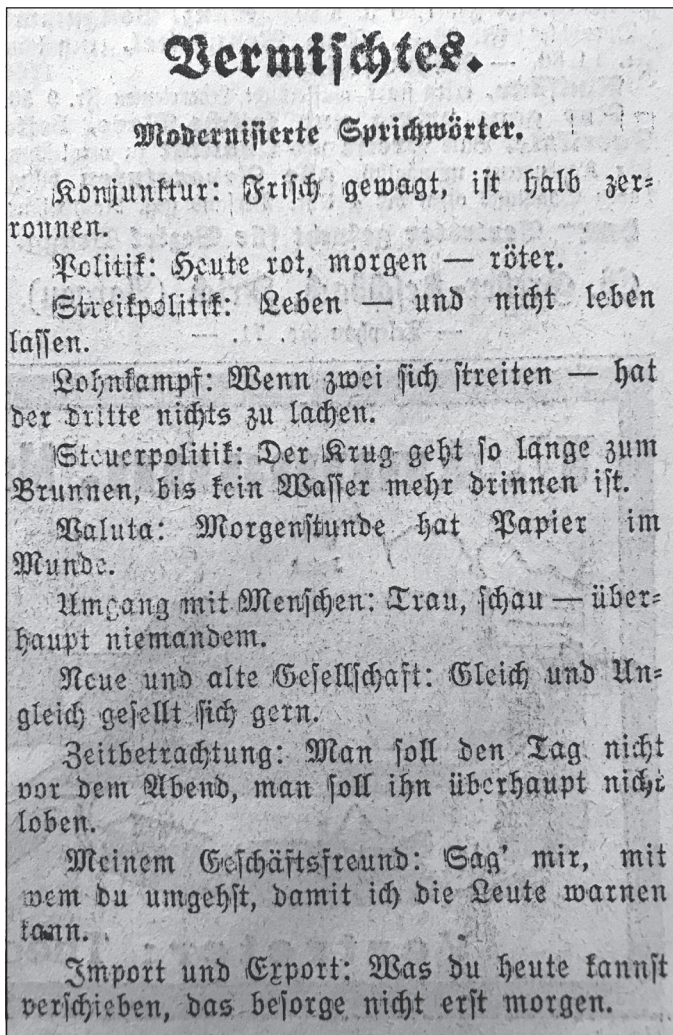 Vermischtes.
Modernisierte Sprichwörter.
Konjunktur: Frisch gewagt, ist halb zer-
ronnen.
Politik: Heute rot, morgen — röter.
Streikpolitik: Leben — und nicht leben
lassen.
Lohnkampf: Wenn zwei sich streiten — hat
der dritte nichts zu lachen.
Steuerpolitik: Der Krug geht so lange zum
Brunnen, bis kein Wasser mehr drinnen ist.
Valuta: Morgenstunde hat Papier im
Munde.
Umgang mit Menschen: Trau, schau — über-
haupt niemandem.
Neue und alte Gesellschaft: Gleich und Un-
gleich gesellt sich gern.
Zeitbetrachtung: Man soll den Tag nicht
vor dem Abend, man soll ihn überhaupt nicht
loben.
Meinem Geschäftsfreund: Sag' mir, mit
wem du umgehst, damit ich die Leute warnen
kann.
Import und Export: Was du heute kannst
verschieben, das besorge nicht erst morgen.